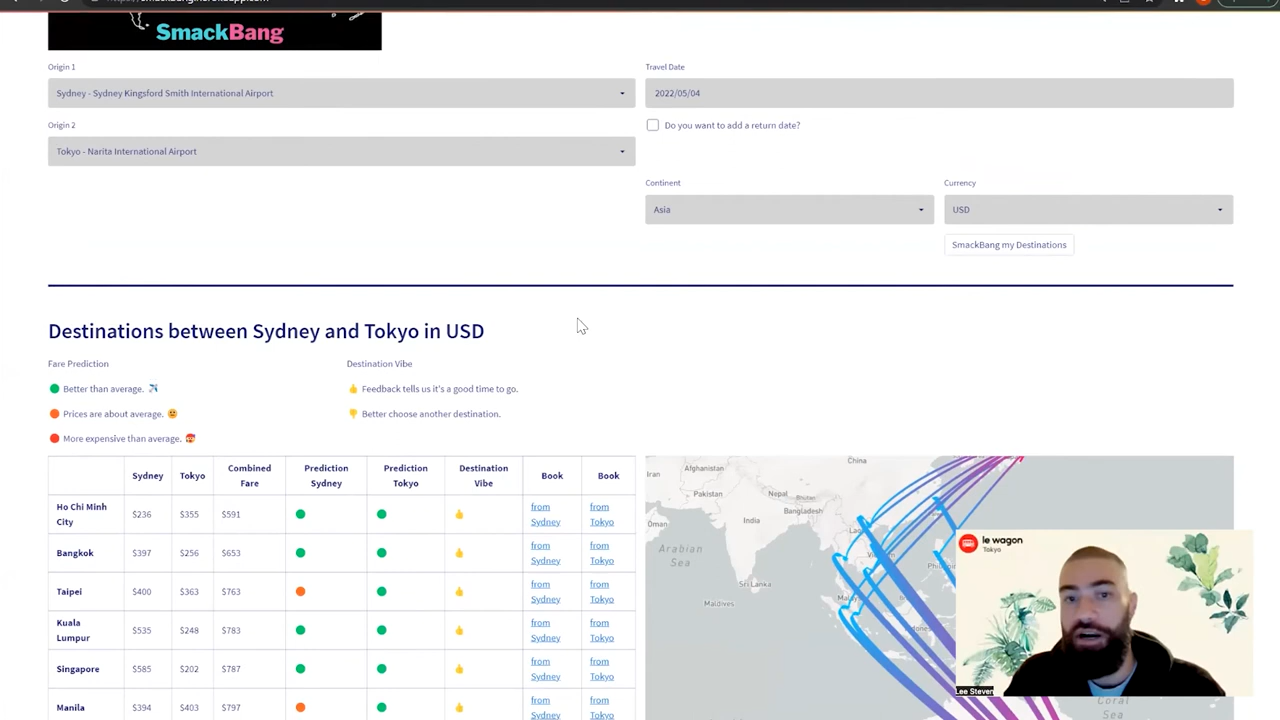 SmackBang
Origin 1
Travel Date
Sydney - Sydney Kingsford Smith International Airport
2022/05/04
Origin 2
Do you want to add a return date?
Tokyo - Narita International Airport
Continent
Currency
Asia
USD
SmackBang my Destinations
Destinations between Sydney and Tokyo in USD
Fare Prediction
Destination Vibe
Better than average.
Feedback tells us it's a good time to go.
Prices are about average.
Better choose another destination.
More expensive than average.
Sydney Tokyo Combined Fare Prediction Sydney Prediction Tokyo Destination Vibe Book Book
Ho Chi Minh City $236 $355 $591 from Sydney from Tokyo
Bangkok $397 $256 $653 from Sydney from Tokyo
Taipei $400 $363 $763 from Sydney from Tokyo
Kuala Lumpur $535 $248 $783 from Sydney from Tokyo
Singapore $585 $202 $787 from Sydney from Tokyo
Manila $394 $403 $797 from Sydney from Tokyo
Iran
Afghanistan
China
Pakistan
Nepal
Bangladesh
India
Oman
Arabian Sea
Sri Lanka
Maldives
Coral Sea
le wagon
Tokyo
Lee Steven